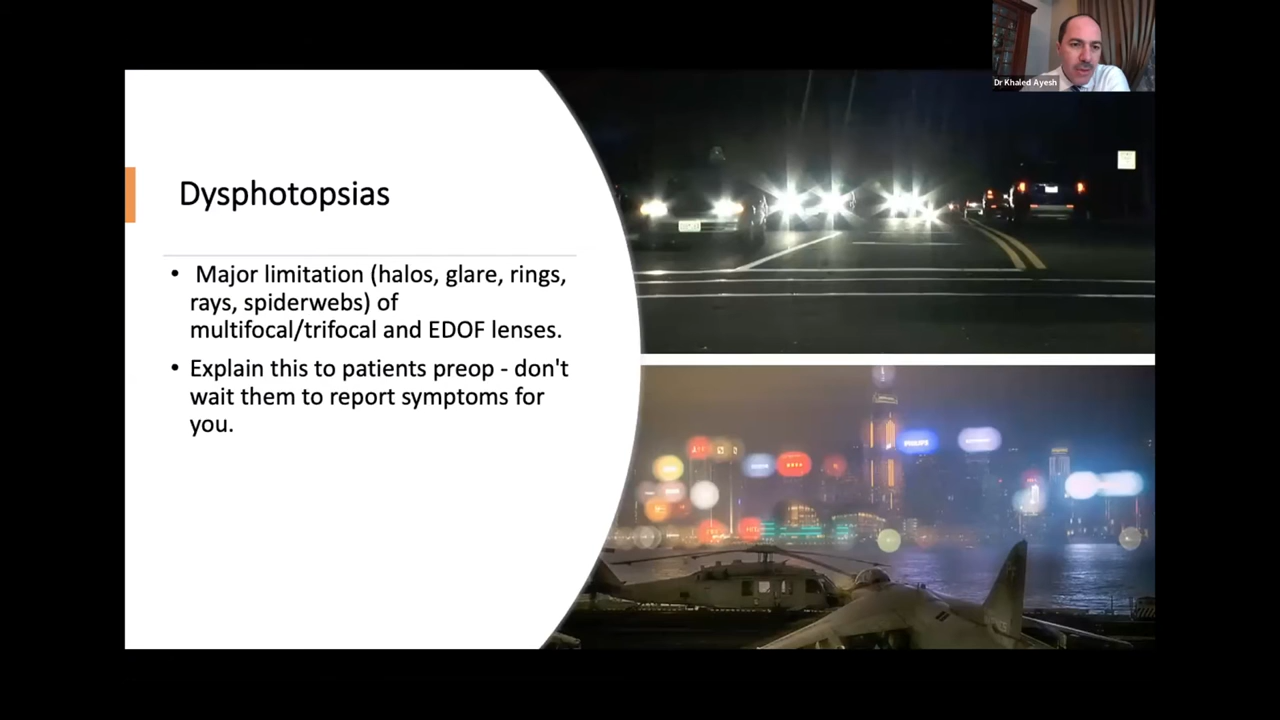 Dr Khaled Ayesh
Dysphotopsias
• Major limitation (halos, glare, rings,
rays, spiderwebs) of
multifocal/trifocal and EDOF lenses.
• Explain this to patients preop - don't
wait them to report symptoms for
you.
PHILIPS